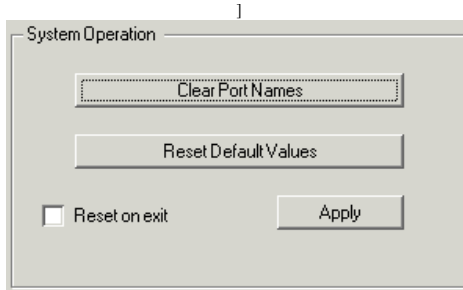 ]
System Operation
Clear Port Names
Reset Default Values
Reset on exit
Apply